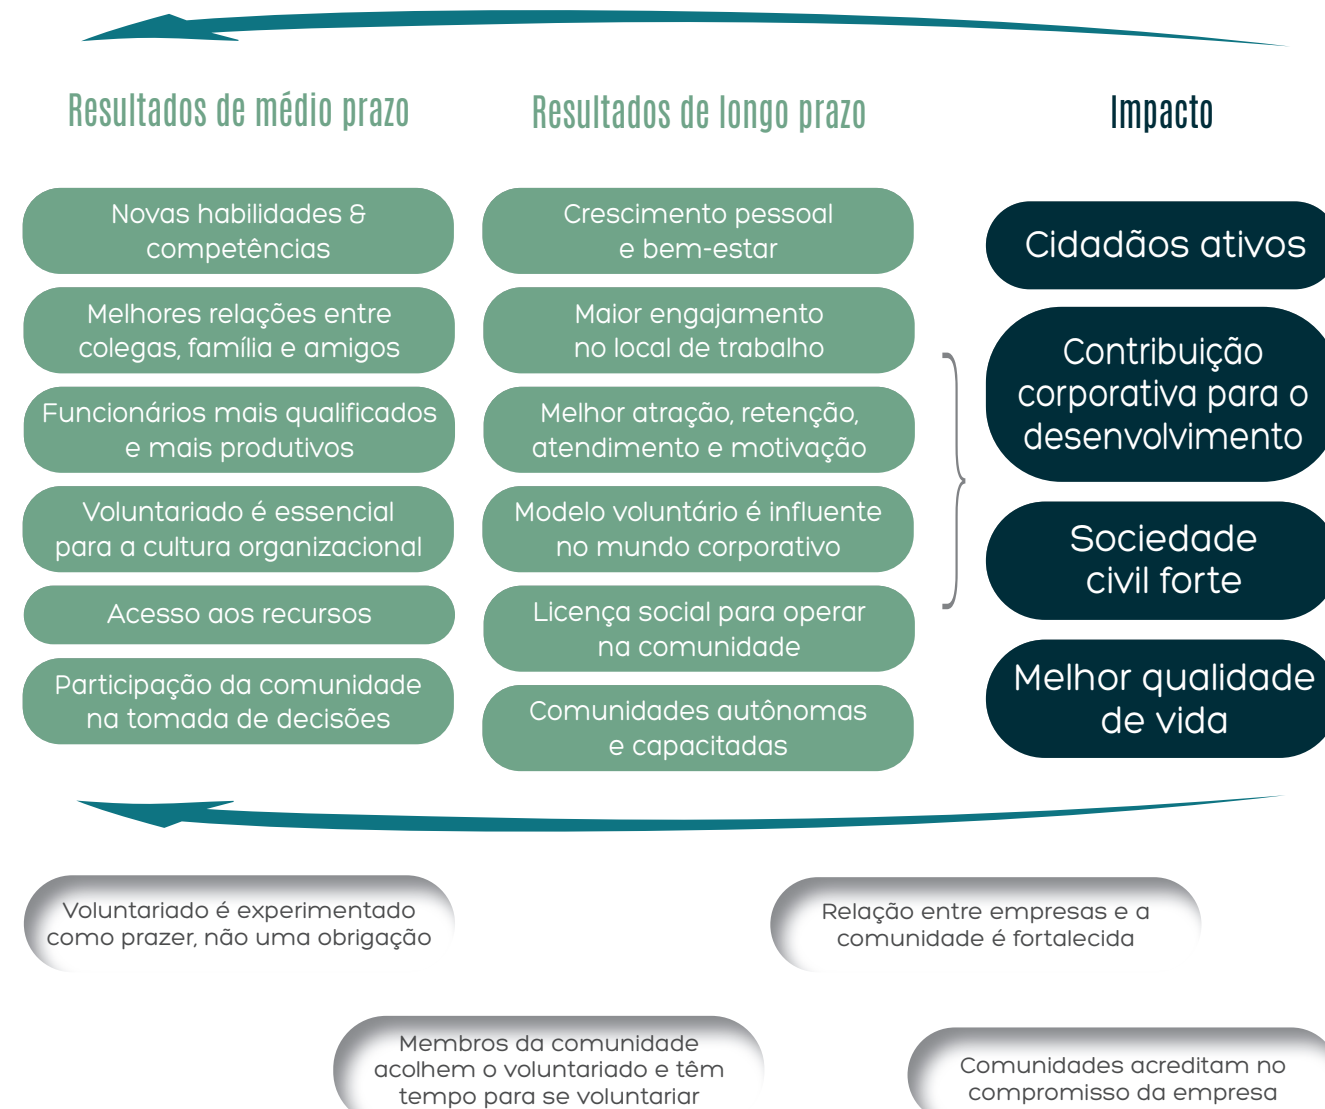 Resultados de médio prazo
Novas habilidades &
competências
Melhores relações entre
colegas, família e amigos
Funcionários mais qualificados
e mais produtivos
Voluntariado é essencial
para a cultura organizacional
Acesso aos recursos
Participação da comunidade
na tomada de decisões
Resultados de longo prazo
Crescimento pessoal
e bem-estar
Maior engajamento
no local de trabalho
Melhor atração, retenção,
atendimento e motivação
Modelo voluntário é influente
no mundo corporativo
Licença social para operar
na comunidade
Comunidades autônomas
e capacitadas
Impacto
Cidadãos ativos
Contribuição
corporativa para o
desenvolvimento
Sociedade
civil forte
Melhor qualidade
de vida
Voluntariado é experimentado
como prazer, não uma obrigação
Relação entre empresas e a
comunidade é fortalecida
Membros da comunidade
acolhem o voluntariado e têm
tempo para se voluntariar
Comunidades acreditam no
compromisso da empresa